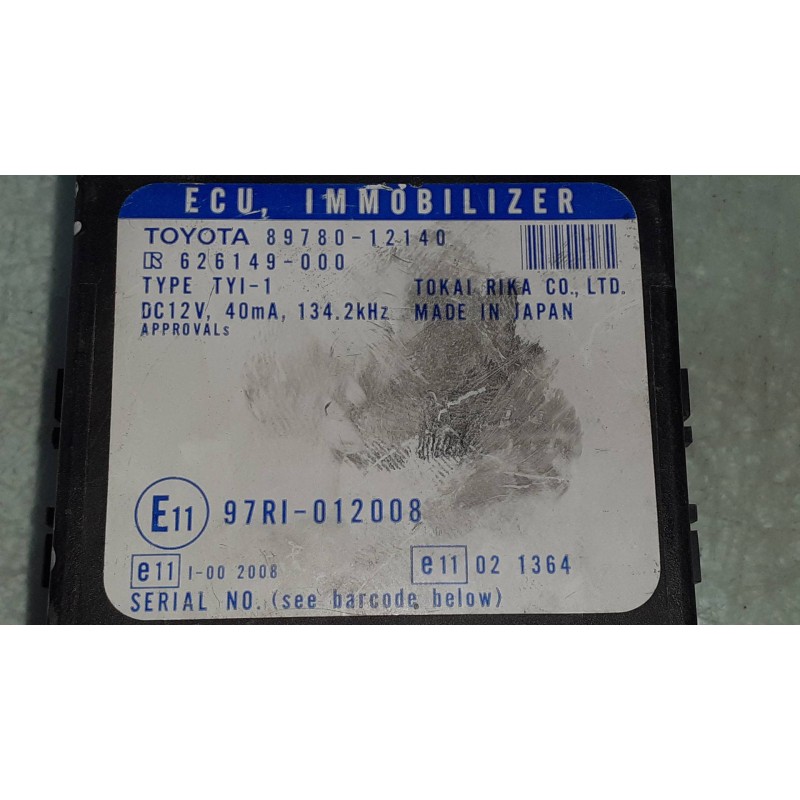 ECU, IMMOBILIZER
TOYOTA 89780-12140
R 626149-000
TYPE TYI-1 TOKAI RIKA CO., LTD.
DC12V, 40mA, 134.2kHz MADE IN JAPAN
APPROVALs
E11 97RI-012008
e11 I-00 2008 e11 02 1364
SERIAL NO. (see barcode below)